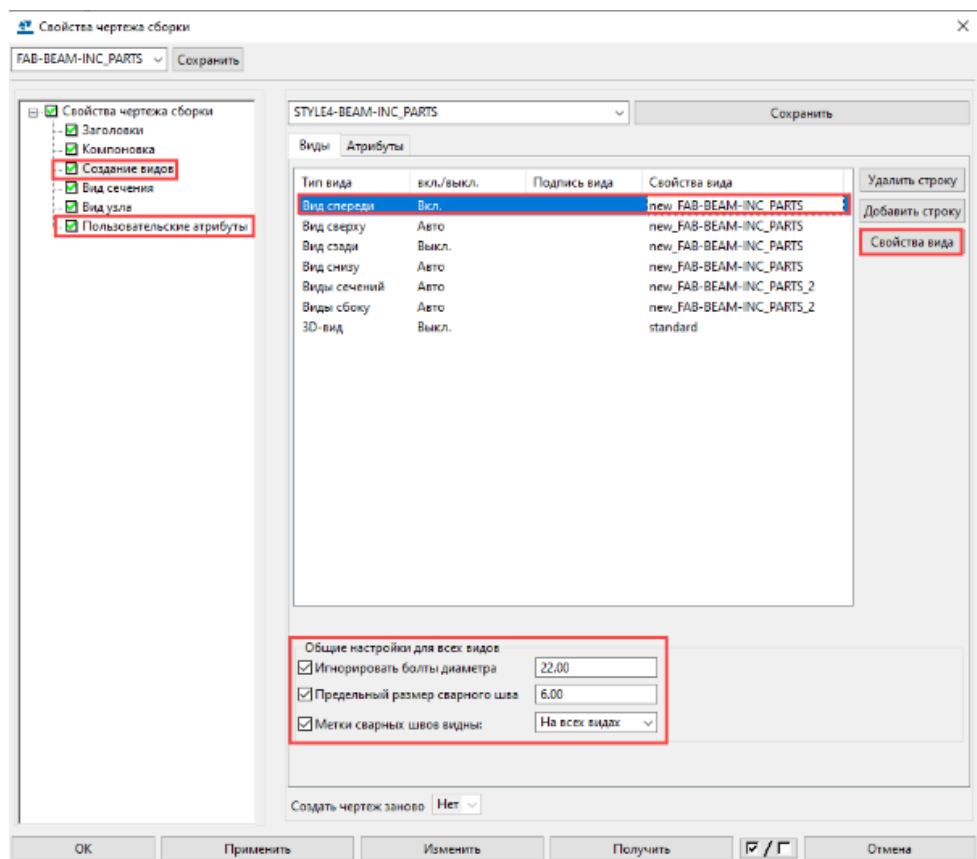 Свойства чертежа сборки
FAB-BEAM-INC_PARTS Сохранить
Свойства чертежа сборки
Заголовки
Компоновка
Создание видов
Вид сечения
Вид узла
Пользовательские атрибуты
STYLE4-BEAM-INC_PARTS Сохранить
Виды Атрибуты
Тип вида вкл./выкл. Подпись вида Свойства вида
Вид спереди Вкл. new_FAB-BEAM-INC_PARTS
Вид сверху Авто new_FAB-BEAM-INC_PARTS
Вид сзади Выкл. new_FAB-BEAM-INC_PARTS
Вид снизу Авто new_FAB-BEAM-INC_PARTS
Виды сечений Авто new_FAB-BEAM-INC_PARTS_2
Виды сбоку Авто new_FAB-BEAM-INC_PARTS_2
3D-вид Выкл. standard
Удалить строку
Добавить строку
Свойства вида
Общие настройки для всех видов
Игнорировать болты диаметра 22.00
Предельный размер сварного шва 6.00
Метки сварных швов видны: На всех видах
Создать чертеж заново Нет
ОК Применить Изменить Получить / Отмена